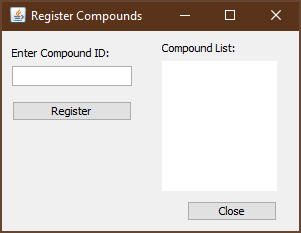 Register Compounds
Enter Compound ID:
Register
Compound List:
Close